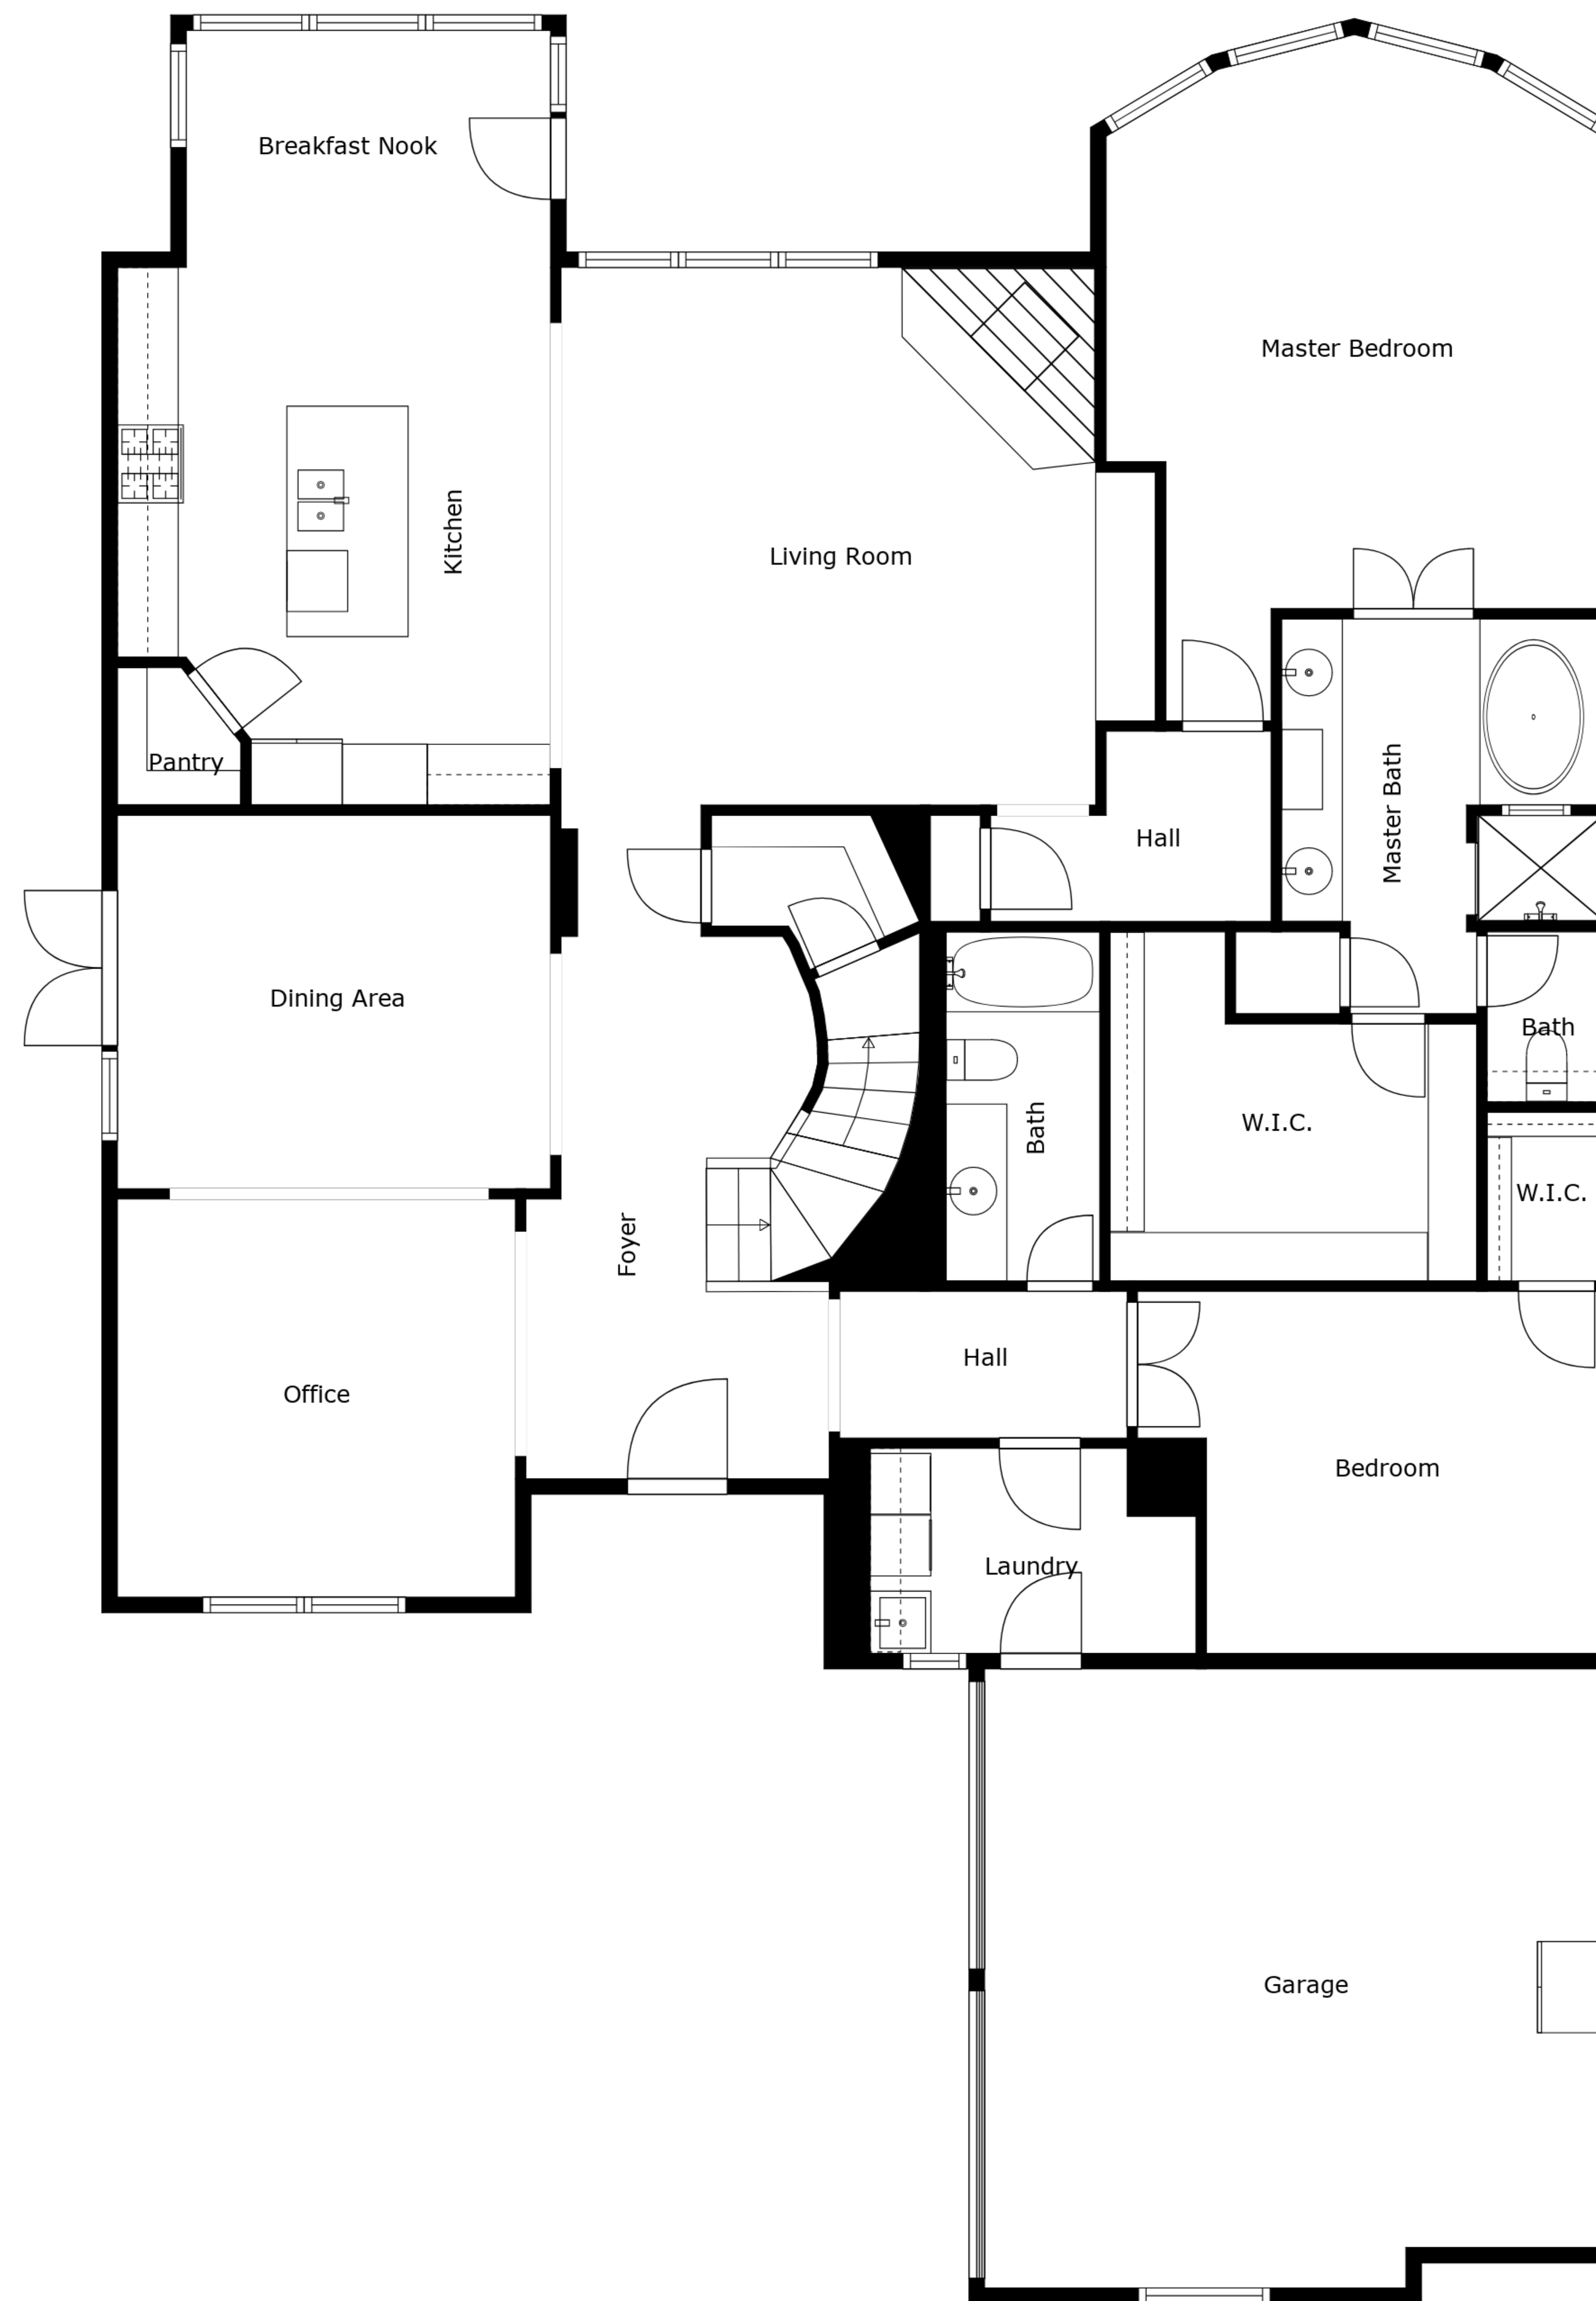 Breakfast Nook
Master Bedroom
Kitchen
Living Room
Pantry
Master Bath
Hall
Dining Area
Bath
Bath
W.I.C.
W.I.C.
Foyer
Hall
Office
Bedroom
Laundry
Garage